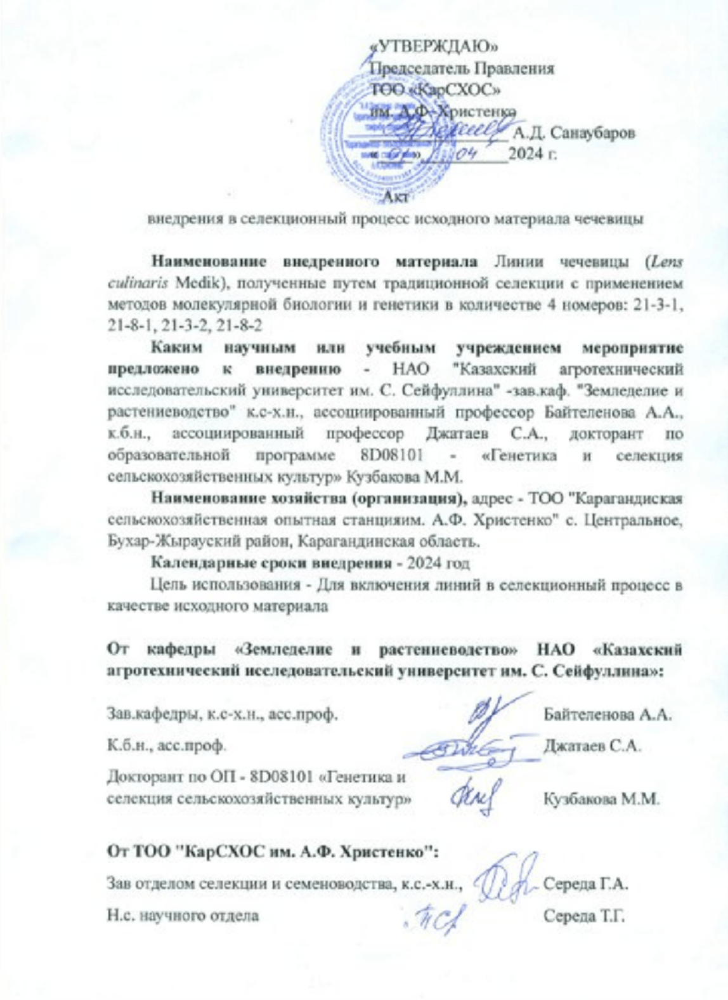 «УТВЕРЖДАЮ»
Председатель Правления
ТОО «КарСХОС»
им. А.Ф. Христенко
А.Д. Санаубаров
«01» 04 2024 г.
Акт
внедрения в селекционный процесс исходного материала чечевицы
Наименование внедренного материала Линии чечевицы (Lens
culinaris Medik), полученные путем традиционной селекции с применением
методов молекулярной биологии и генетики в количестве 4 номеров: 21-3-1,
21-8-1, 21-3-2, 21-8-2
Каким научным или учебным учреждением мероприятие
предложено к внедрению - НАО "Казахский агротехнический
исследовательский университет им. С. Сейфуллина" -зав.каф. "Земледелие и
растениеводство" к.с-х.н., ассоциированный профессор Байтеленова А.А.,
к.б.н., ассоциированный профессор Джатаев С.А., докторант по
образовательной программе 8D08101 - «Генетика и селекция
сельскохозяйственных культур» Кузбакова М.М.
Наименование хозяйства (организация), адрес - ТОО "Карагандиская
сельскохозяйственная опытная станцияим. А.Ф. Христенко" с. Центральное,
Бухар-Жырауский район, Карагандинская область.
Календарные сроки внедрения - 2024 год
Цель использования - Для включения линий в селекционный процесс в
качестве исходного материала
От кафедры «Земледелие и растениеводство» НАО «Казахский
агротехнический исследовательский университет им. С. Сейфуллина»:
Зав.кафедры, к.с-х.н., асс.проф. Байтеленова А.А.
К.б.н., асс.проф. Джатаев С.А.
Докторант по ОП - 8D08101 «Генетика и
селекция сельскохозяйственных культур» Кузбакова М.М.
От ТОО "КарСХОС им. А.Ф. Христенко":
Зав отделом селекции и семеноводства, к.с.-х.н., Середа Г.А.
Н.с. научного отдела Середа Т.Г.